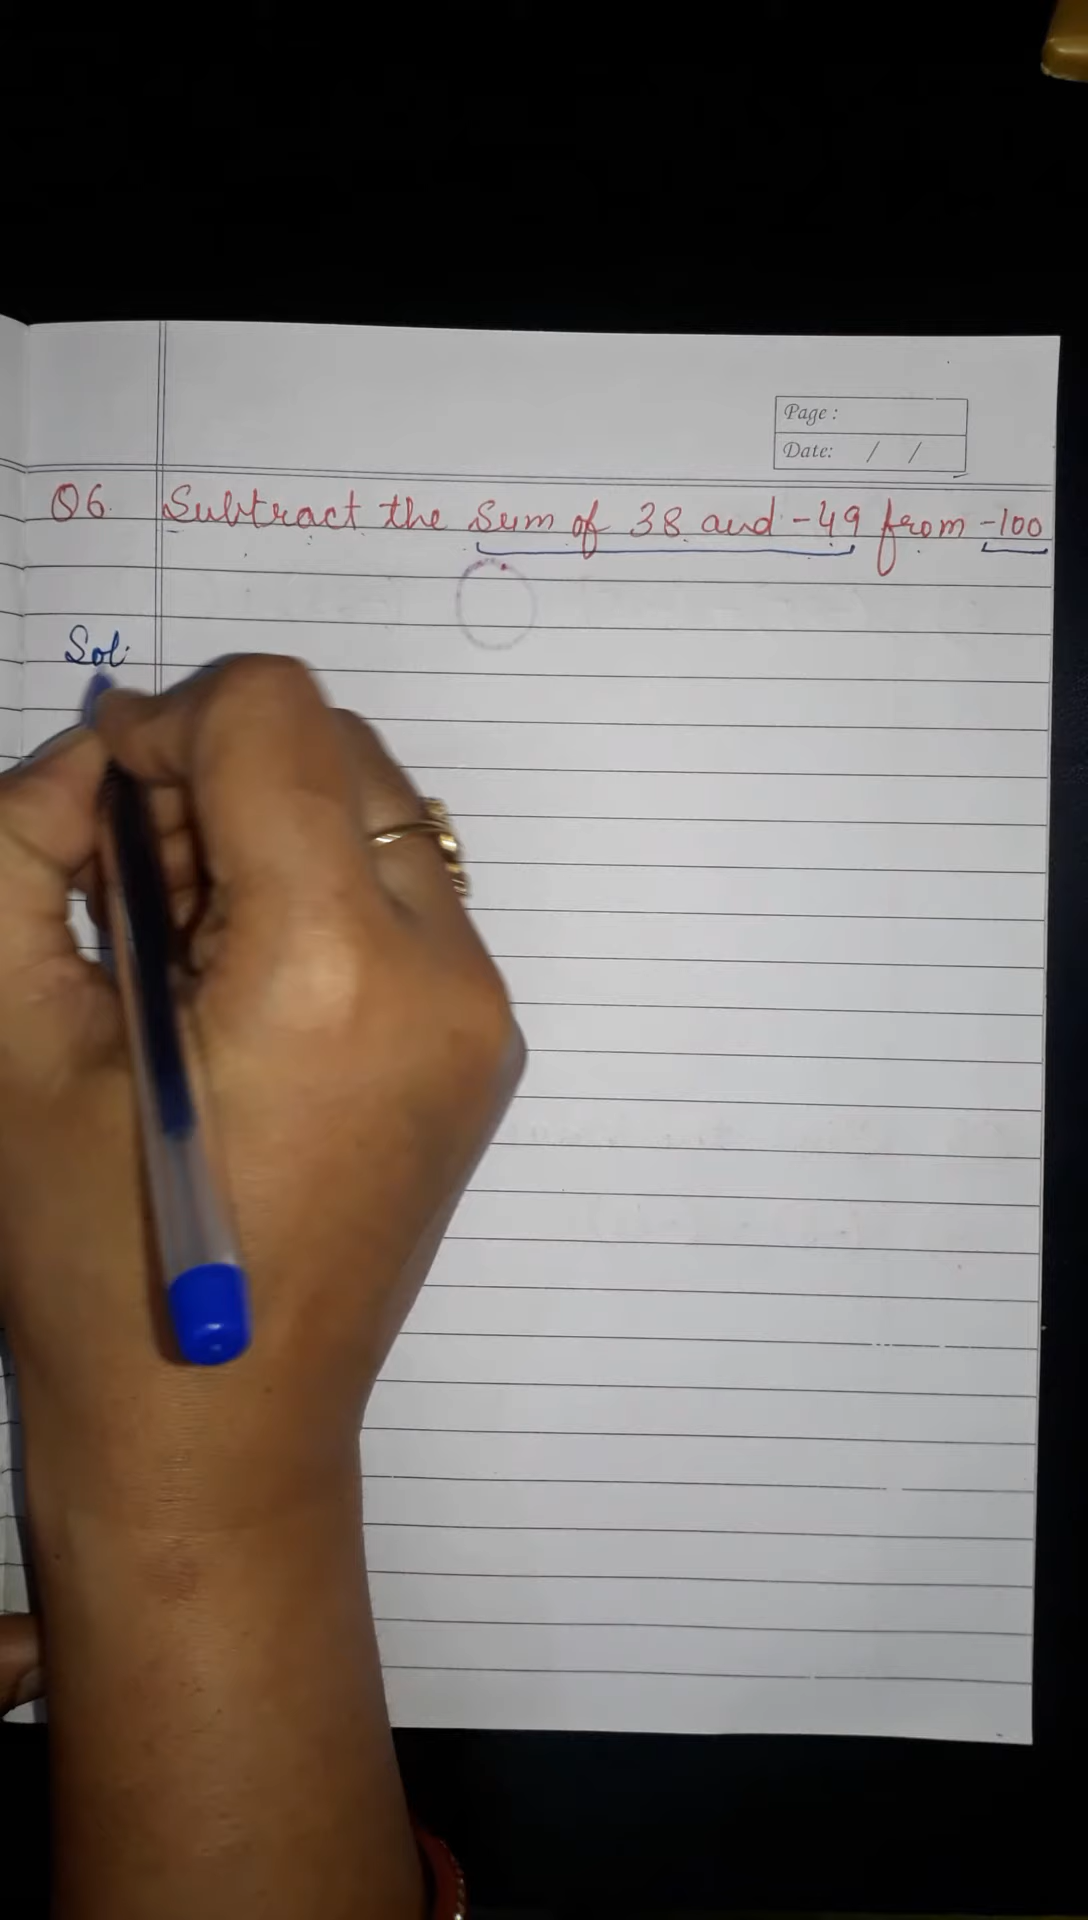 Page :
Date: / /
Q6. Subtract the sum of 38 and -49 from -100
Sol: